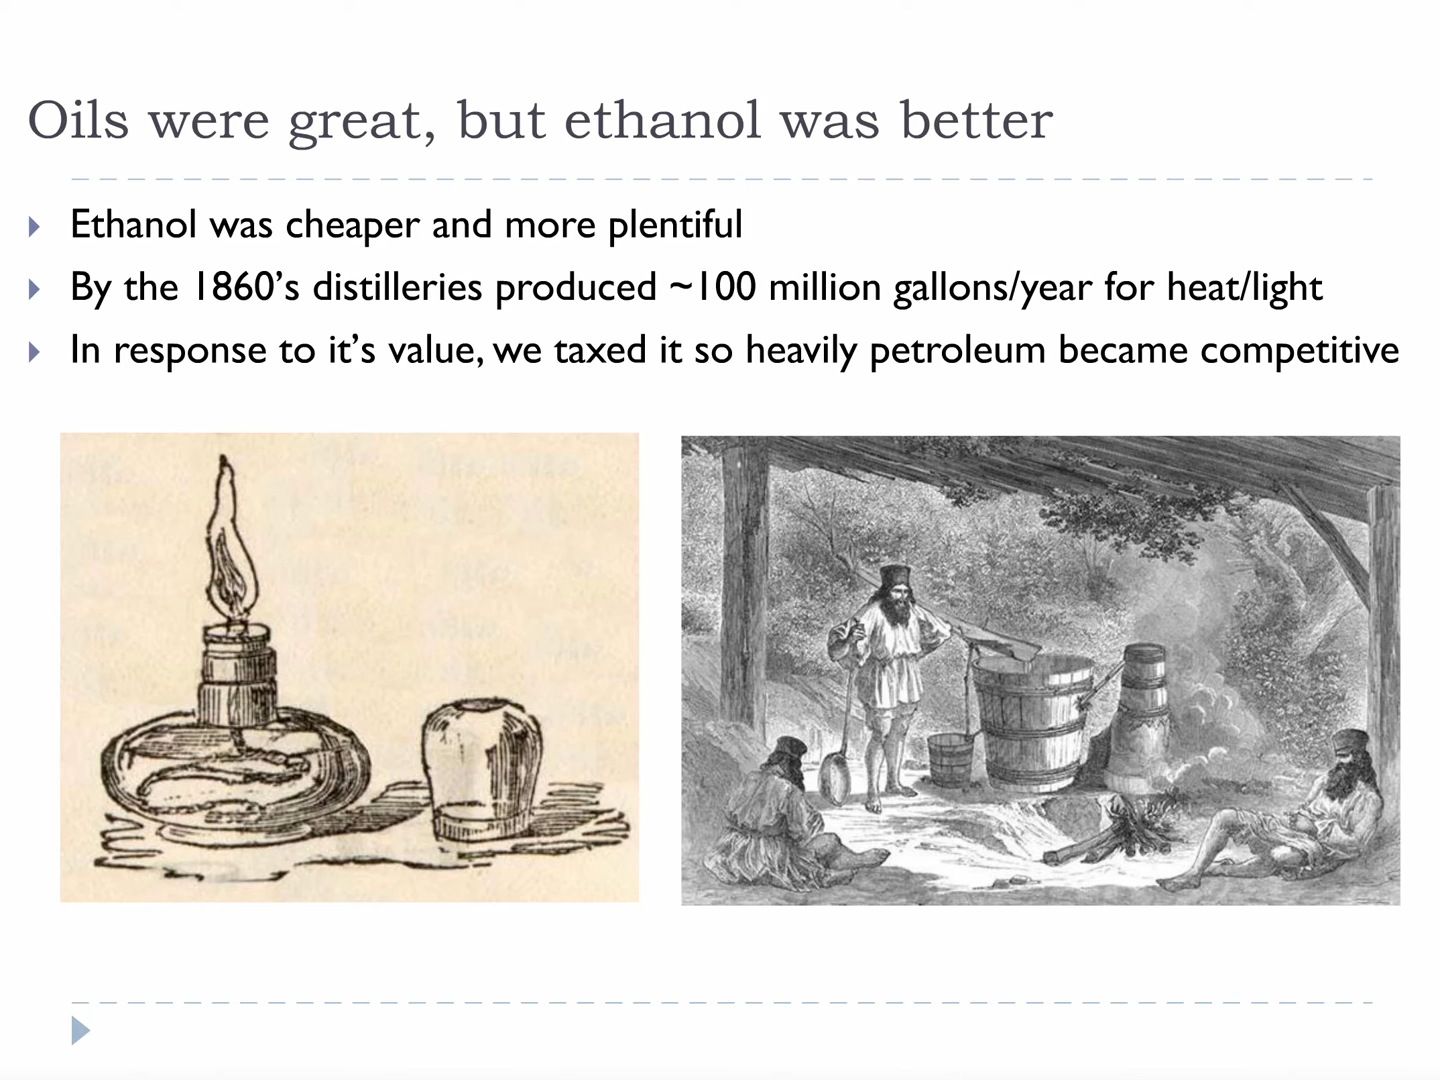 Oils were great, but ethanol was better
Ethanol was cheaper and more plentiful
By the 1860’s distilleries produced ~100 million gallons/year for heat/light
In response to it’s value, we taxed it so heavily petroleum became competitive